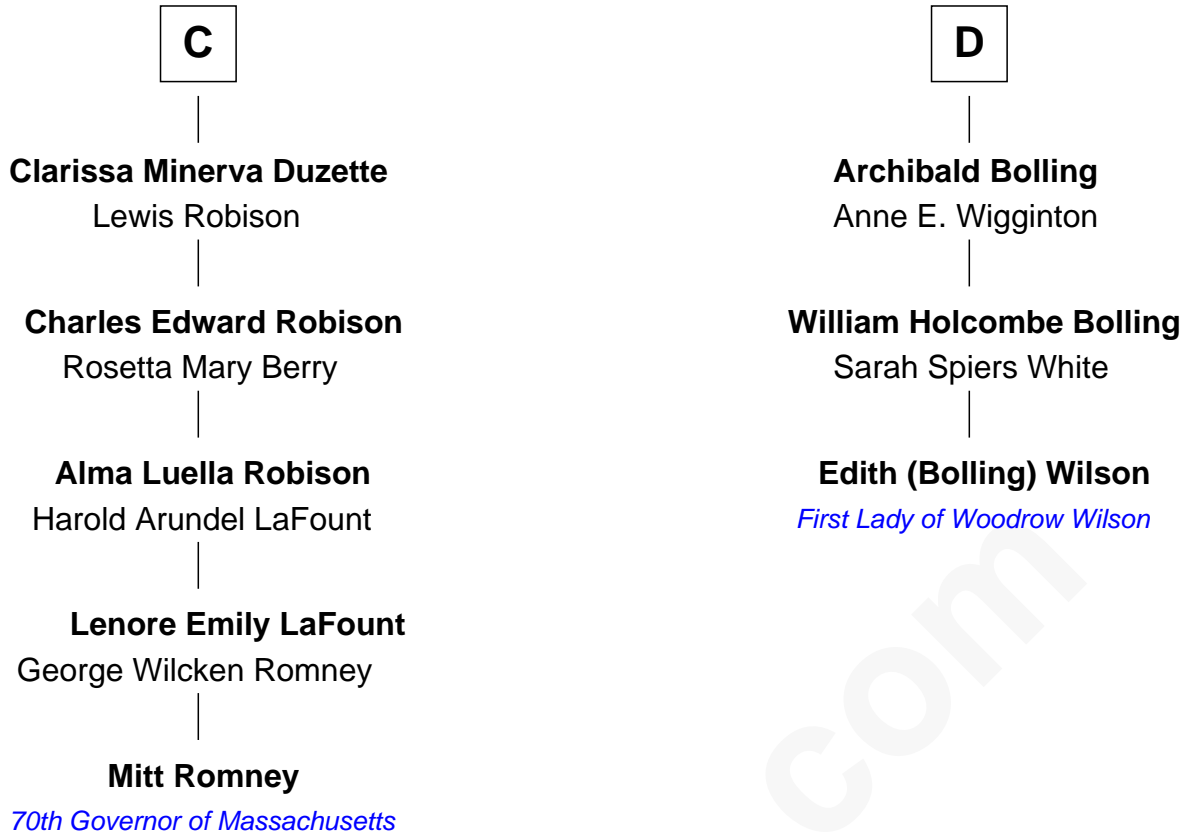 C
Clarissa Minerva Duzette
Lewis Robison
Charles Edward Robison
Rosetta Mary Berry
Alma Luella Robison
Harold Arundel LaFount
Lenore Emily LaFount
George Wilcken Romney
Mitt Romney
70th Governor of Massachusetts
D
Archibald Bolling
Anne E. Wigginton
William Holcombe Bolling
Sarah Spiers White
Edith (Bolling) Wilson
First Lady of Woodrow Wilson
com